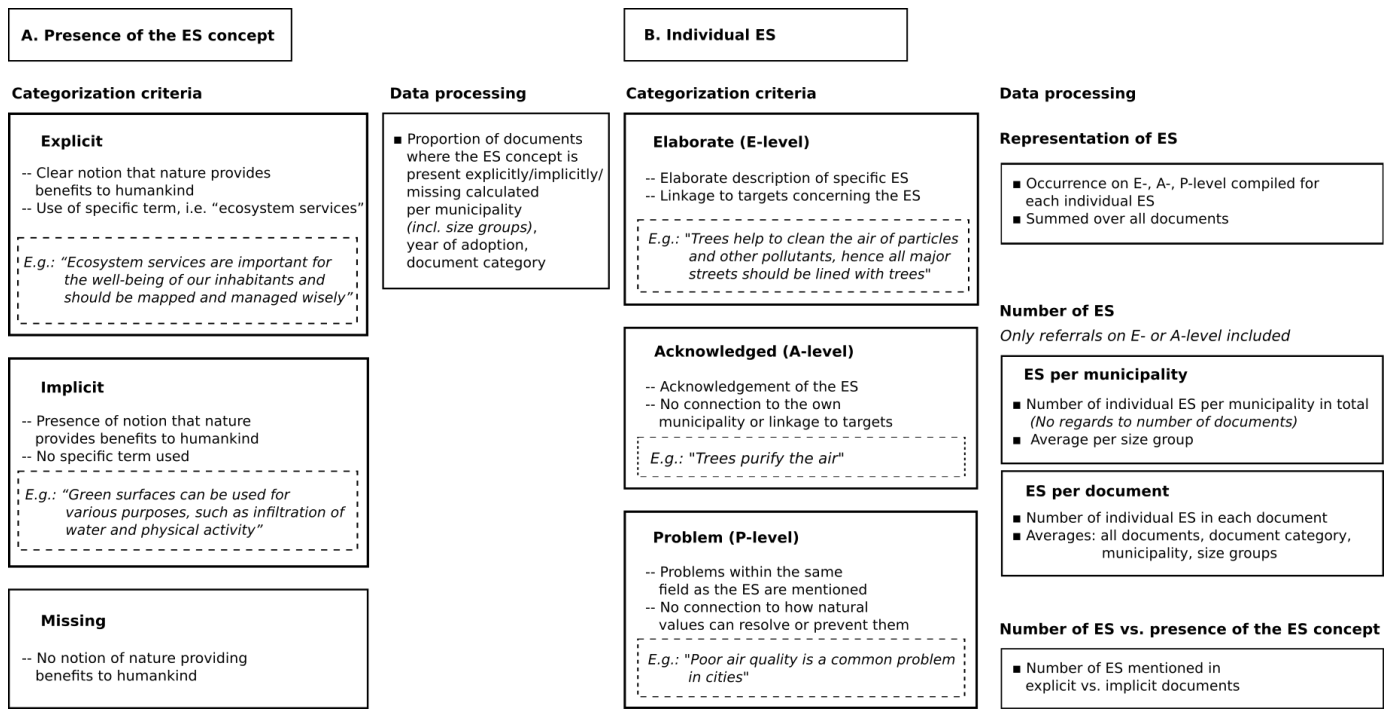 A. Presence of the ES concept
Categorization criteria
Explicit
-- Clear notion that nature provides
benefits to humankind
-- Use of specific term, i.e. “ecosystem services”
E.g.: “Ecosystem services are important for
the well-being of our inhabitants and
should be mapped and managed wisely”
Implicit
-- Presence of notion that nature
provides benefits to humankind
-- No specific term used
E.g.: “Green surfaces can be used for
various purposes, such as infiltration of
water and physical activity”
Missing
-- No notion of nature providing
benefits to humankind
Data processing
▪ Proportion of documents
where the ES concept is
present explicitly/implicitly/
missing calculated
per municipality
(incl. size groups),
year of adoption,
document category
B. Individual ES
Categorization criteria
Elaborate (E-level)
-- Elaborate description of specific ES
-- Linkage to targets concerning the ES
E.g.: "Trees help to clean the air of particles
and other pollutants, hence all major
streets should be lined with trees"
Acknowledged (A-level)
-- Acknowledgement of the ES
-- No connection to the own
municipality or linkage to targets
E.g.: "Trees purify the air"
Problem (P-level)
-- Problems within the same
field as the ES are mentioned
-- No connection to how natural
values can resolve or prevent them
E.g.: "Poor air quality is a common problem
in cities"
Data processing
Representation of ES
▪ Occurrence on E-, A-, P-level compiled for
each individual ES
▪ Summed over all documents
Number of ES
Only referrals on E- or A-level included
ES per municipality
▪ Number of individual ES per municipality in total
(No regards to number of documents)
▪ Average per size group
ES per document
▪ Number of individual ES in each document
▪ Averages: all documents, document category,
municipality, size groups
Number of ES vs. presence of the ES concept
▪ Number of ES mentioned in
explicit vs. implicit documents